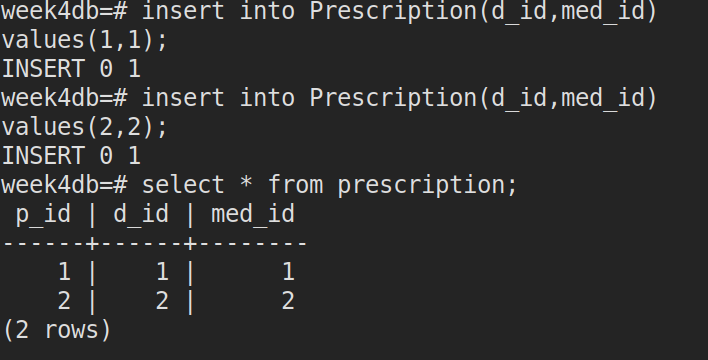 week4db=# insert into Prescription(d_id,med_id)
values(1,1);
INSERT 0 1
week4db=# insert into Prescription(d_id,med_id)
values(2,2);
INSERT 0 1
week4db=# select * from prescription;
 p_id | d_id | med_id
------+------+--------
    1 |    1 |      1
    2 |    2 |      2
(2 rows)